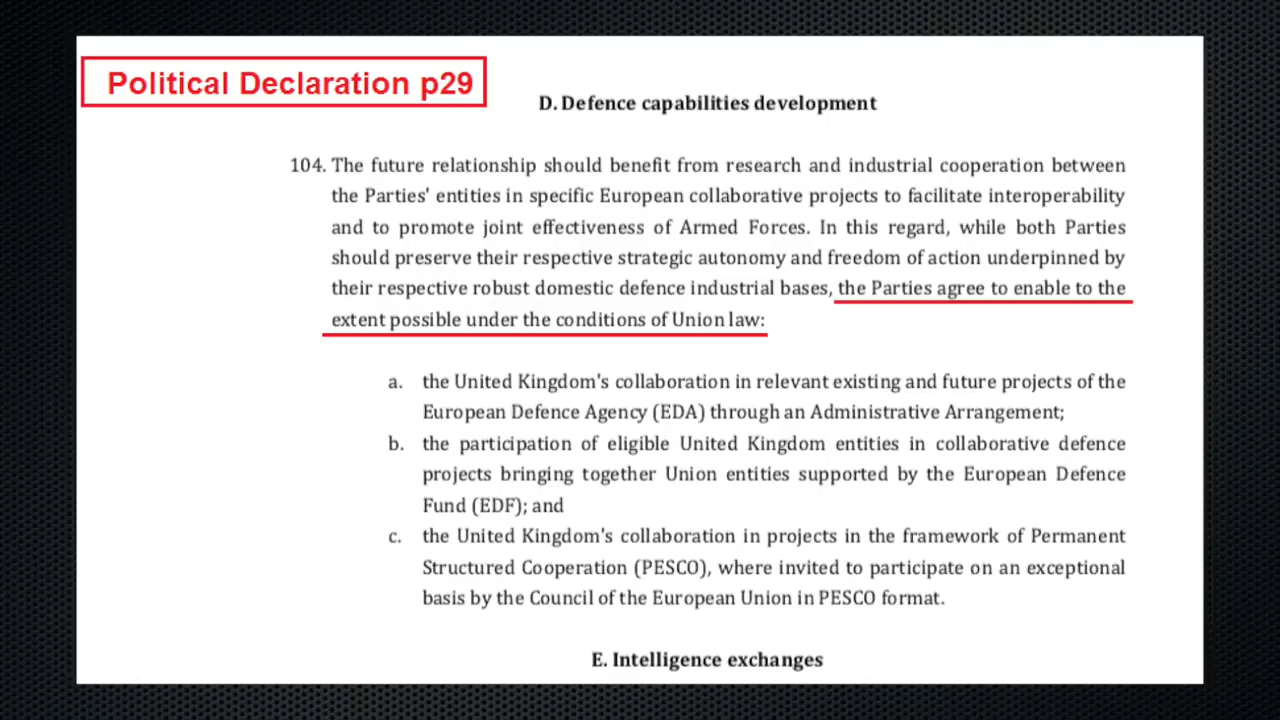 Political Declaration p29
D. Defence capabilities development
104. The future relationship should benefit from research and industrial cooperation between
the Parties' entities in specific European collaborative projects to facilitate interoperability
and to promote joint effectiveness of Armed Forces. In this regard, while both Parties
should preserve their respective strategic autonomy and freedom of action underpinned by
their respective robust domestic defence industrial bases, the Parties agree to enable to the
extent possible under the conditions of Union law:
a. the United Kingdom's collaboration in relevant existing and future projects of the
European Defence Agency (EDA) through an Administrative Arrangement;
b. the participation of eligible United Kingdom entities in collaborative defence
projects bringing together Union entities supported by the European Defence
Fund (EDF); and
c. the United Kingdom's collaboration in projects in the framework of Permanent
Structured Cooperation (PESCO), where invited to participate on an exceptional
basis by the Council of the European Union in PESCO format.
E. Intelligence exchanges